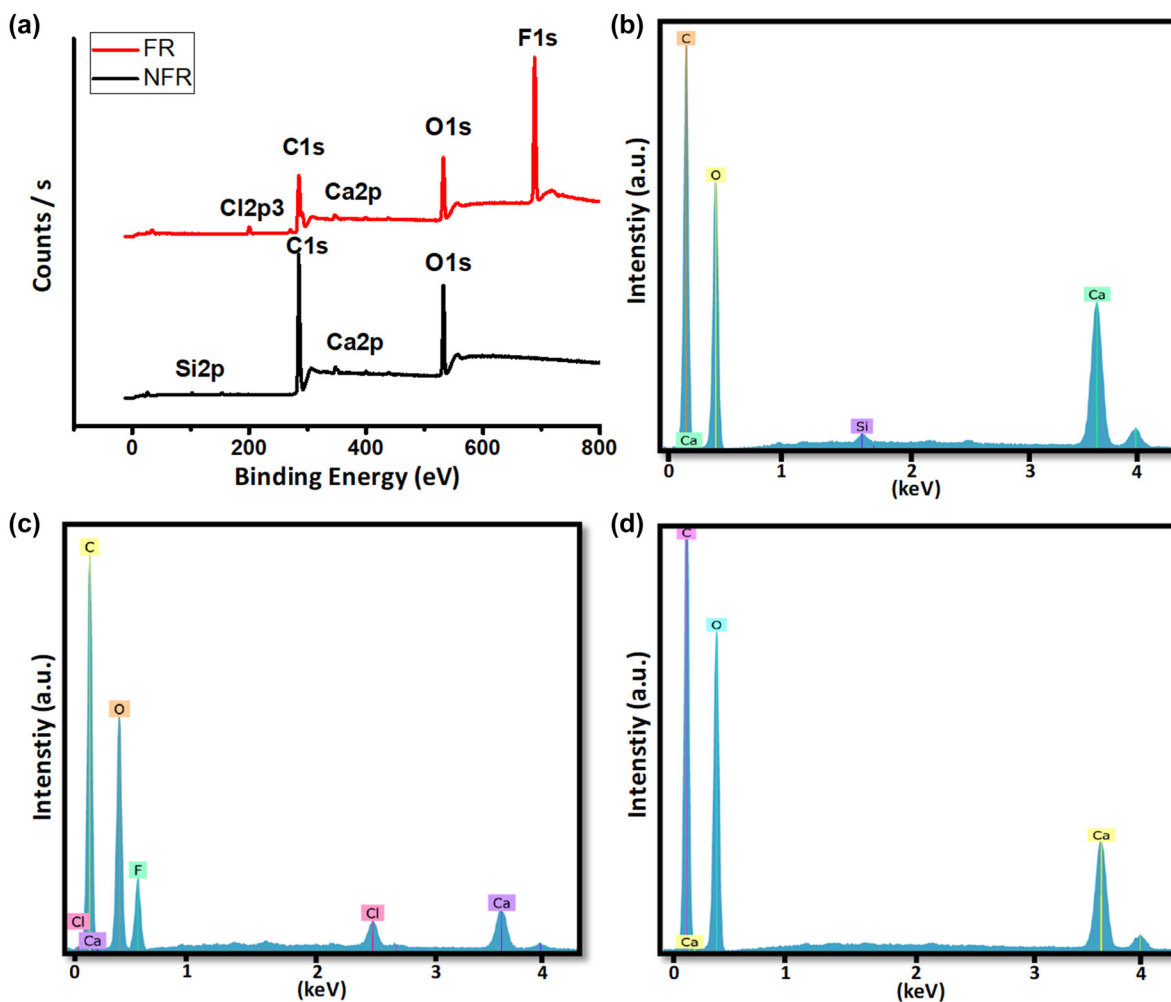 (a)
FR
NFR
F1s
O1s
C1s
Ca2p
Cl2p3
C1s
O1s
Ca2p
Si2p
Counts / s
0 200 400 600 800
Binding Energy (eV)
(b)
C
O
Ca
Si
Ca
Intenstiy (a.u.)
0 1 2 3 4
(keV)
(c)
C
O
F
Cl
Ca
Cl
Ca
Intenstiy (a.u.)
0 1 2 3 4
(keV)
(d)
C
O
Ca
Ca
Intenstiy (a.u.)
0 1 2 3 4
(keV)